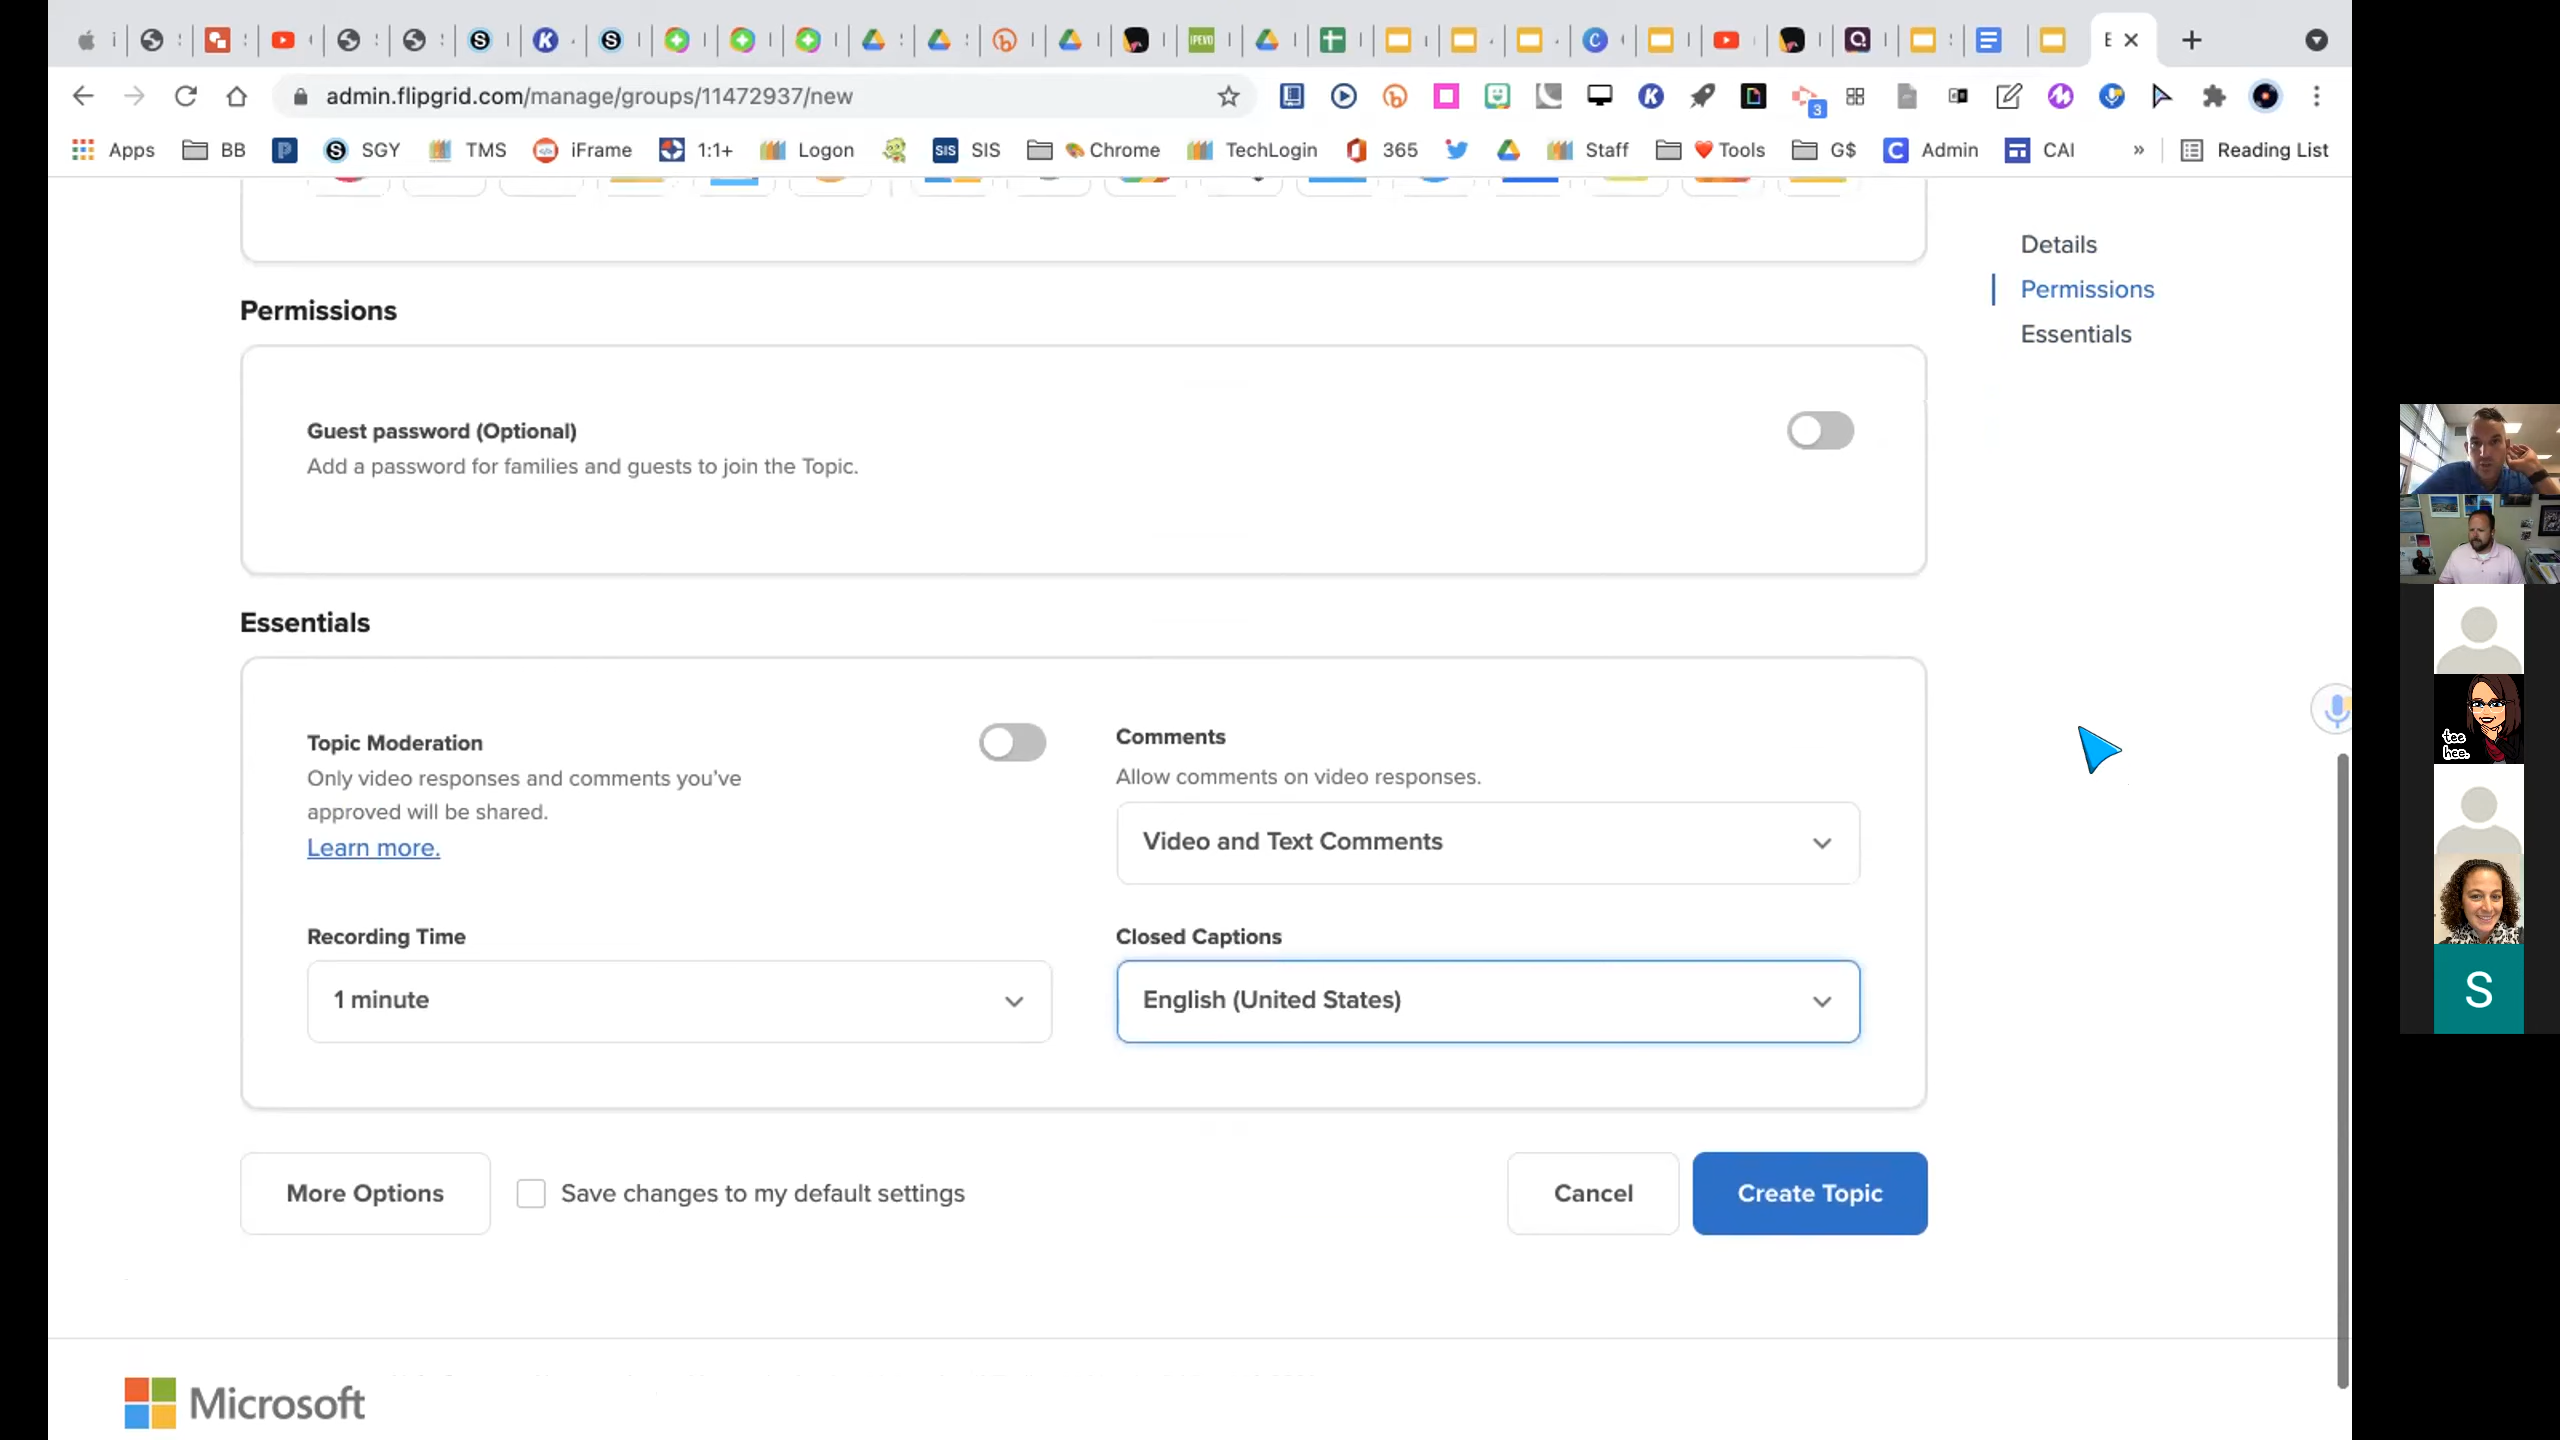 admin.flipgrid.com/manage/groups/11472937/new
3
Apps BB SGY TMS iFrame 1:1+ Logon SIS SIS Chrome TechLogin 365 Staff Tools G$ Admin CAI » Reading List
Details
Permissions
Essentials
Permissions
Guest password (Optional)
Add a password for families and guests to join the Topic.
Essentials
Topic Moderation
Only video responses and comments you've
approved will be shared.
Learn more.
Comments
Allow comments on video responses.
Video and Text Comments
Recording Time
1 minute
Closed Captions
English (United States)
More Options
Save changes to my default settings
Cancel
Create Topic
Microsoft
tee
hee.
S